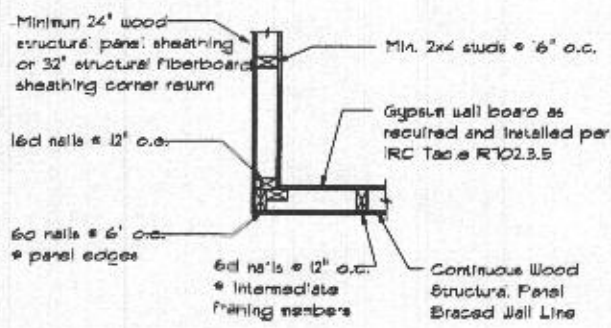 Minimum 24" wood
structural panel sheathing
or 32" structural fiberboard
sheathing corner return
Min. 2x4 studs @ 16" o.c.
16d nails @ 12" o.c.
Gypsum wall board as
required and installed per
IRC Table R702.3.5
6d nails @ 6" o.c.
@ panel edges
6d nails @ 12" o.c.
@ intermediate
framing members
Continuous Wood
Structural Panel
Braced Wall Line